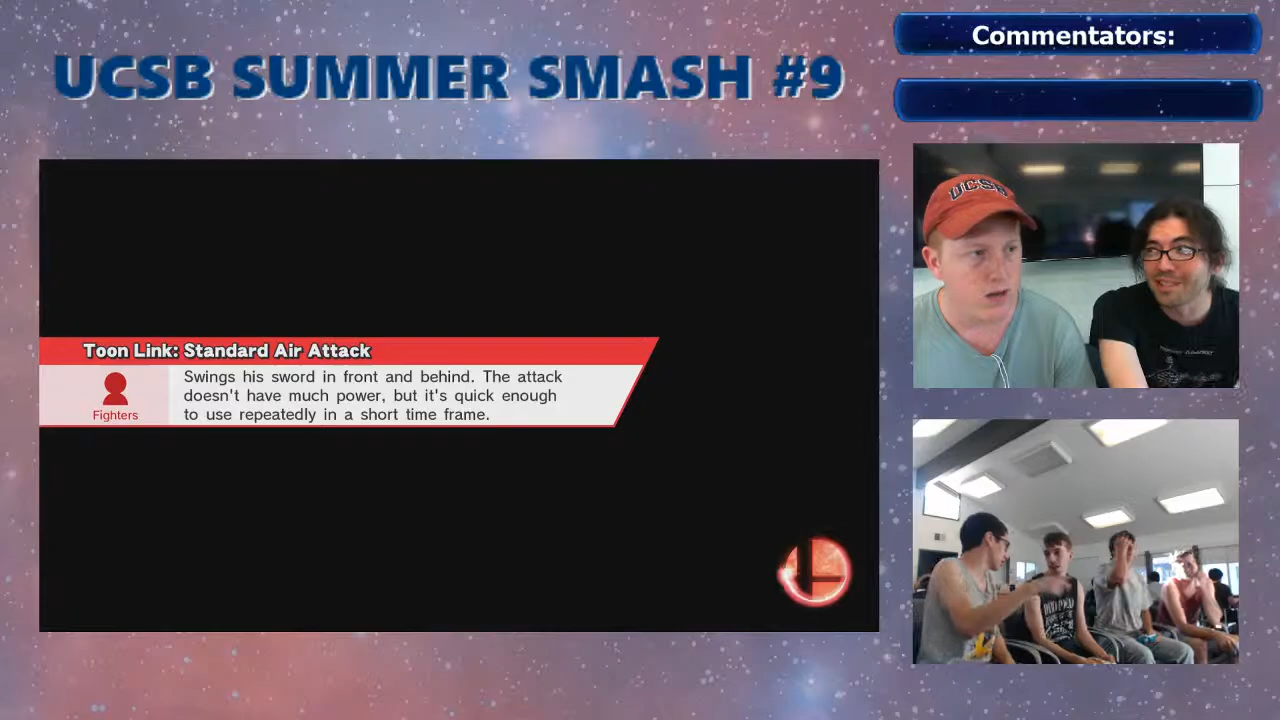 UCSB SUMMER SMASH #9
Commentators:
UCSB
Toon Link: Standard Air Attack
Swings his sword in front and behind. The attack
doesn't have much power, but it's quick enough
to use repeatedly in a short time frame.
Fighters